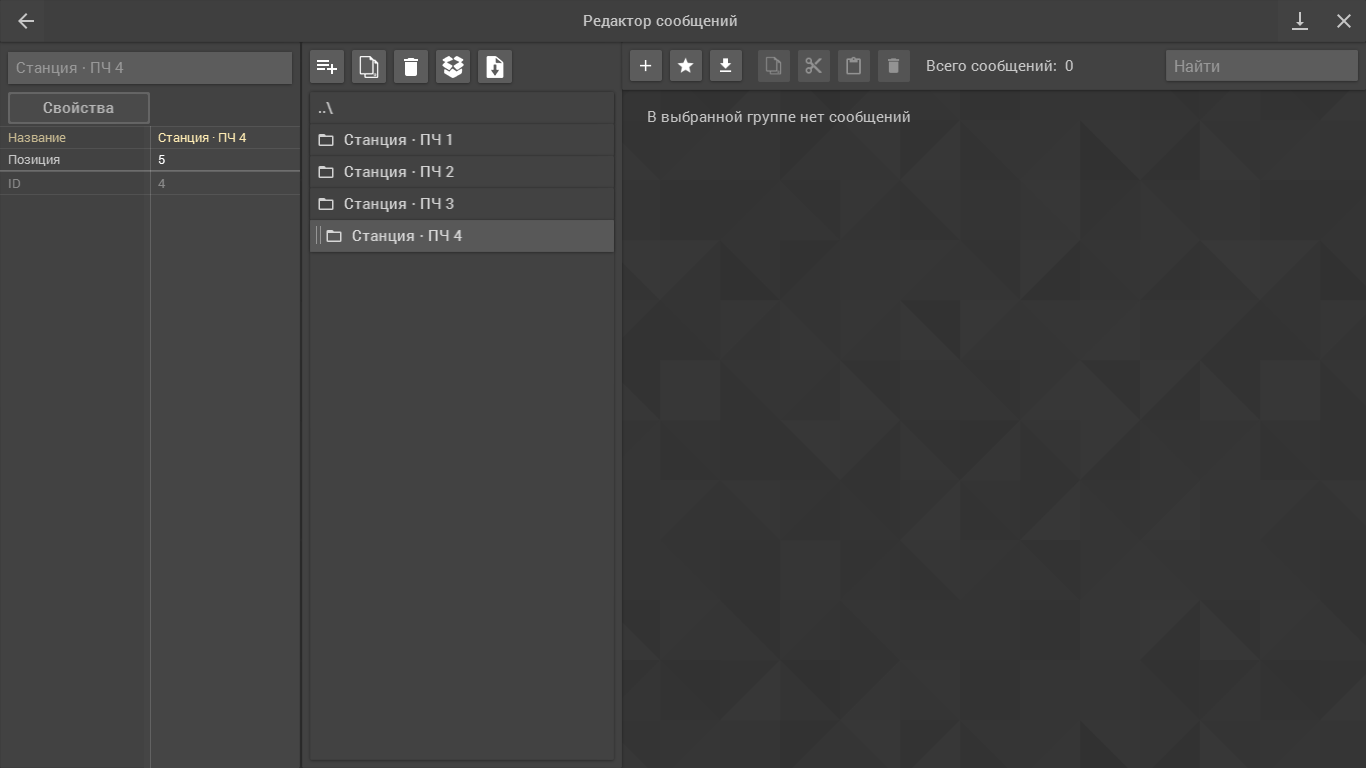 Редактор сообщений
Станция · ПЧ 4
Свойства
Название Станция · ПЧ 4
Позиция 5
ID 4
..\
Станция · ПЧ 1
Станция · ПЧ 2
Станция · ПЧ 3
Станция · ПЧ 4
Всего сообщений: 0
Найти
В выбранной группе нет сообщений